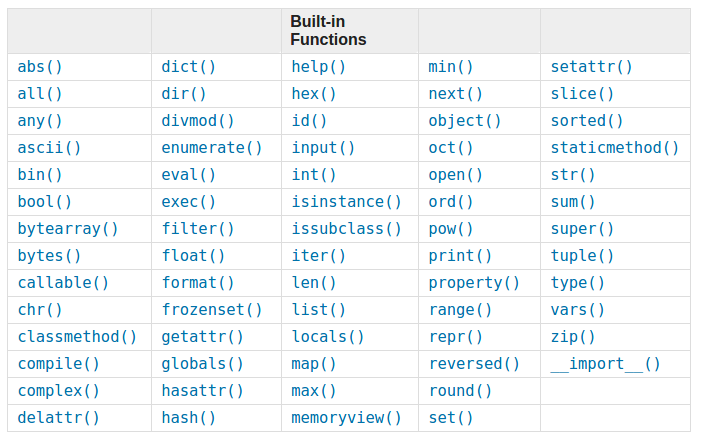 Built-in
Functions
abs() dict() help() min() setattr()
all() dir() hex() next() slice()
any() divmod() id() object() sorted()
ascii() enumerate() input() oct() staticmethod()
bin() eval() int() open() str()
bool() exec() isinstance() ord() sum()
bytearray() filter() issubclass() pow() super()
bytes() float() iter() print() tuple()
callable() format() len() property() type()
chr() frozenset() list() range() vars()
classmethod() getattr() locals() repr() zip()
compile() globals() map() reversed() __import__()
complex() hasattr() max() round()
delattr() hash() memoryview() set()